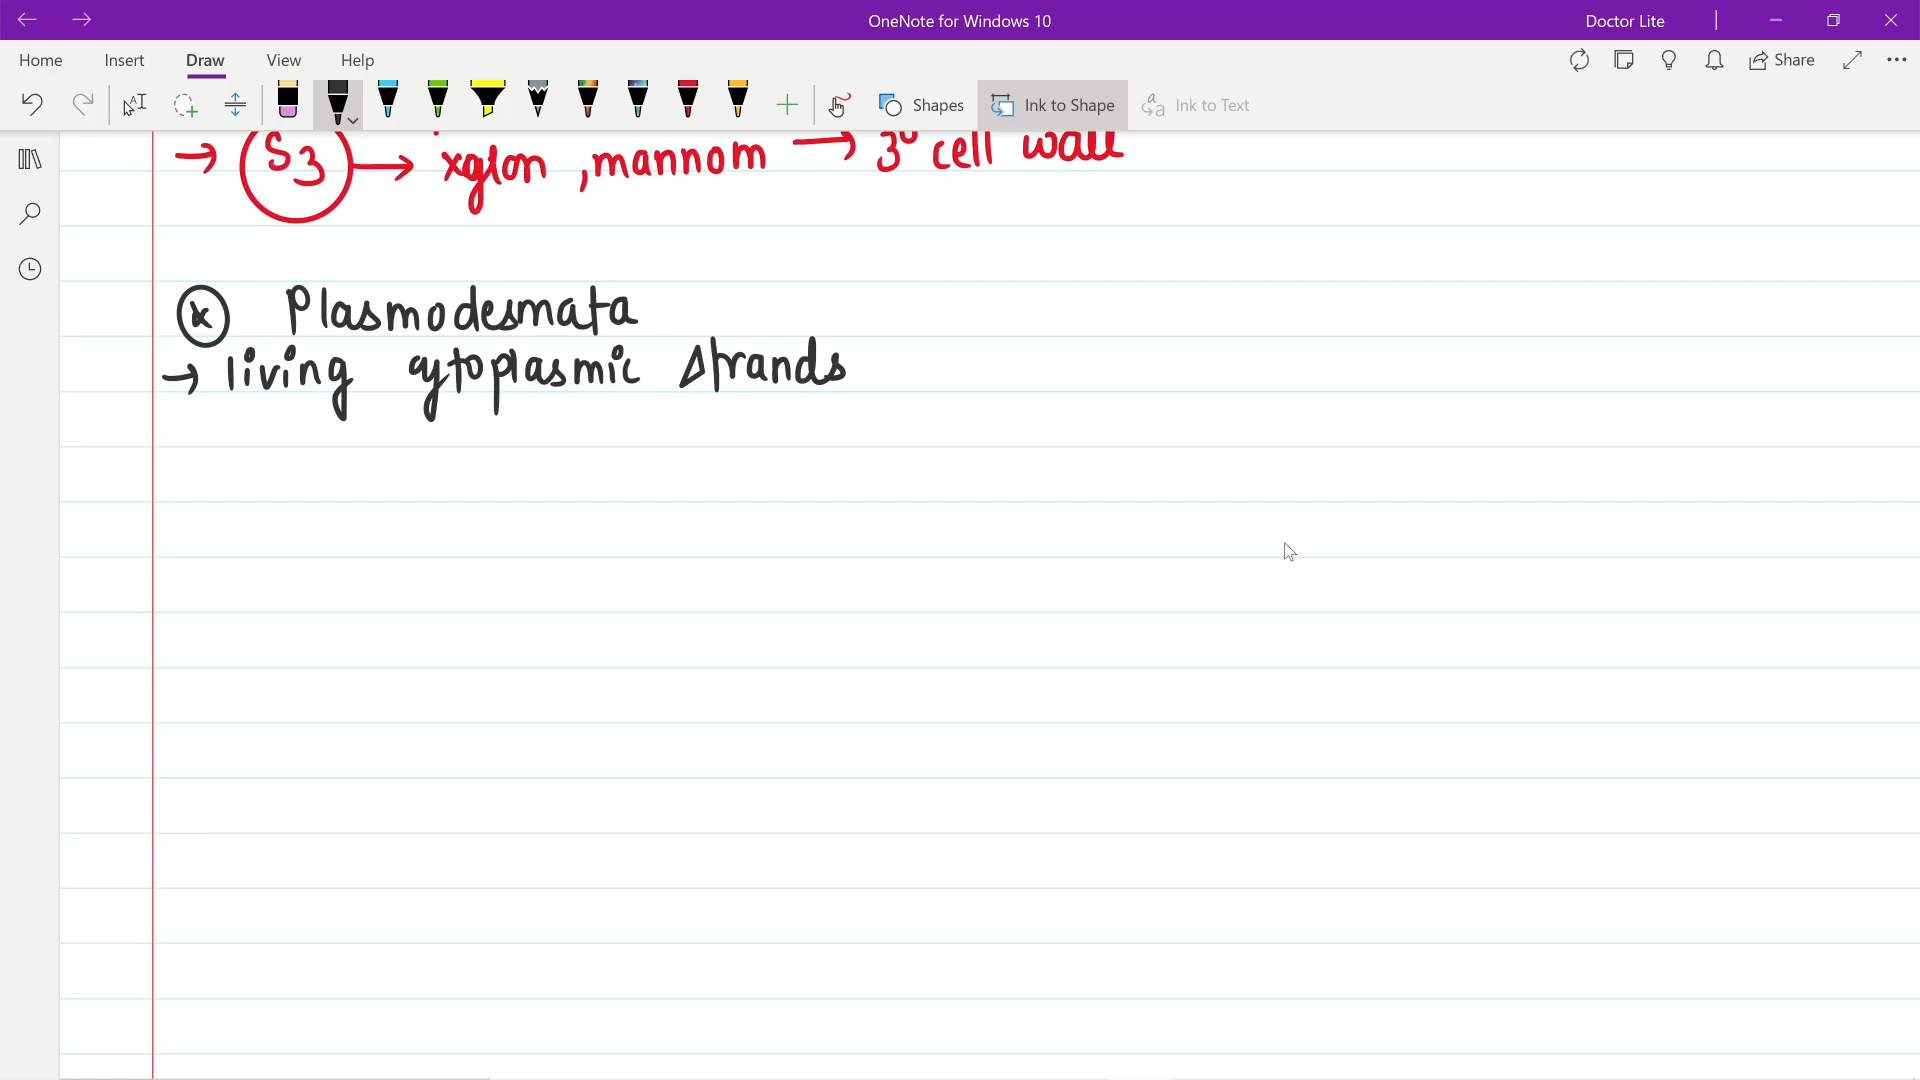 OneNote for Windows 10
Doctor Lite
Home Insert Draw View Help
Share
Shapes Ink to Shape Ink to Text
→ S3 → xylon , mannom → 3° cell wall
Plasmodesmata
→ living cytoplasmic strands